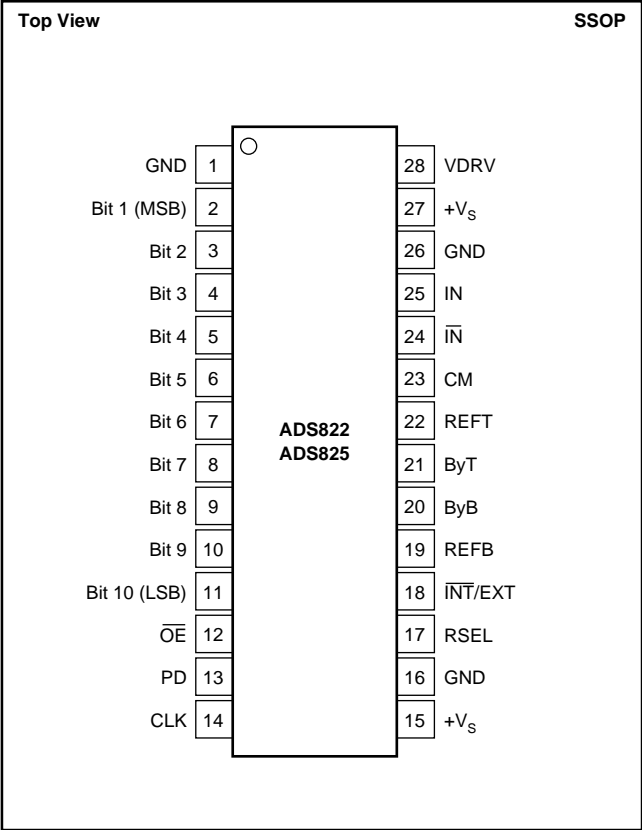 Top View SSOP
GND 1 28 VDRV
Bit 1 (MSB) 2 27 +VS
Bit 2 3 26 GND
Bit 3 4 25 IN
Bit 4 5 24 I̅N̅
Bit 5 6 23 CM
Bit 6 7 22 REFT
ADS822
ADS825
Bit 7 8 21 ByT
Bit 8 9 20 ByB
Bit 9 10 19 REFB
Bit 10 (LSB) 11 18 I̅N̅T̅/EXT
O̅E̅ 12 17 RSEL
PD 13 16 GND
CLK 14 15 +VS